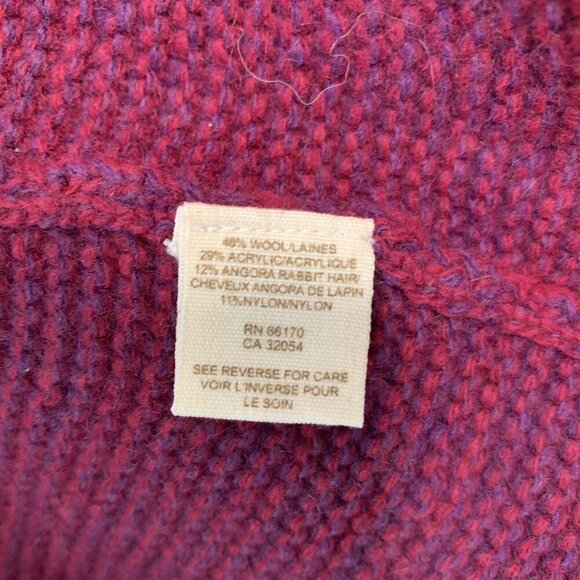 48% WOOL/LAINES
29% ACRYLIC/ACRYLIQUE
12% ANGORA RABBIT HAIR/
CHEVEUX ANGORA DE LAPIN
11%NYLON/NYLON
RN 66170
CA 32054
SEE REVERSE FOR CARE
VOIR L'INVERSE POUR
LE SOIN